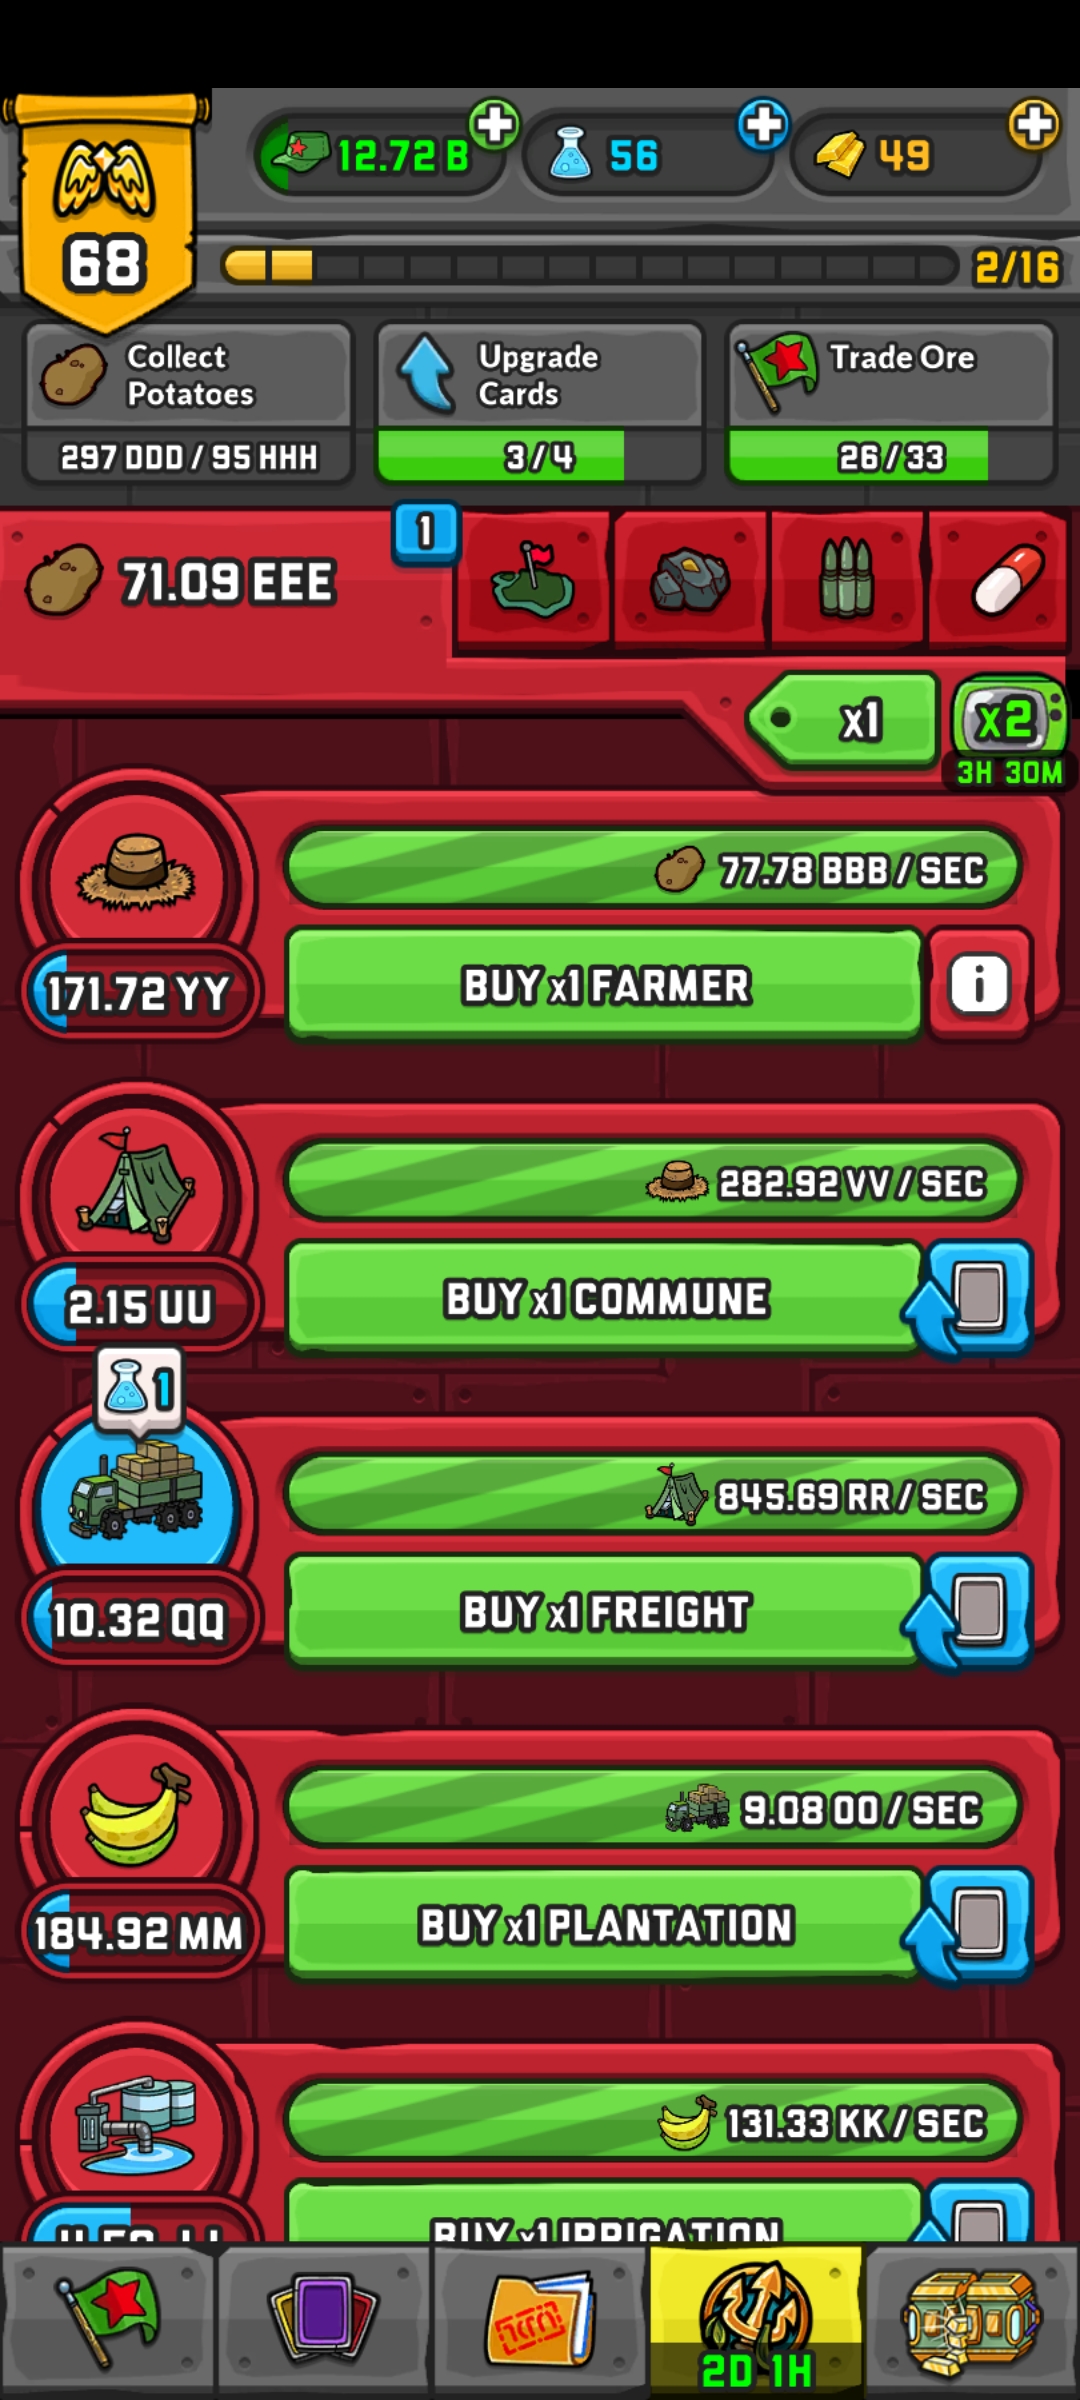 12.72 B
56
49
68
2/16
Collect
Potatoes
Upgrade
Cards
Trade Ore
297 DDD / 95 HHH
3/4
26/33
71.09 EEE
1
x1
x2
3H 30M
77.78 BBB / SEC
171.72 YY
BUY x1 FARMER
i
282.92 VV / SEC
2.15 UU
BUY x1 COMMUNE
1
845.69 RR / SEC
10.32 QQ
BUY x1 FREIGHT
9.08 OO / SEC
184.92 MM
BUY x1 PLANTATION
131.33 KK / SEC
BUY x1 IRRIGATION
2D 1H